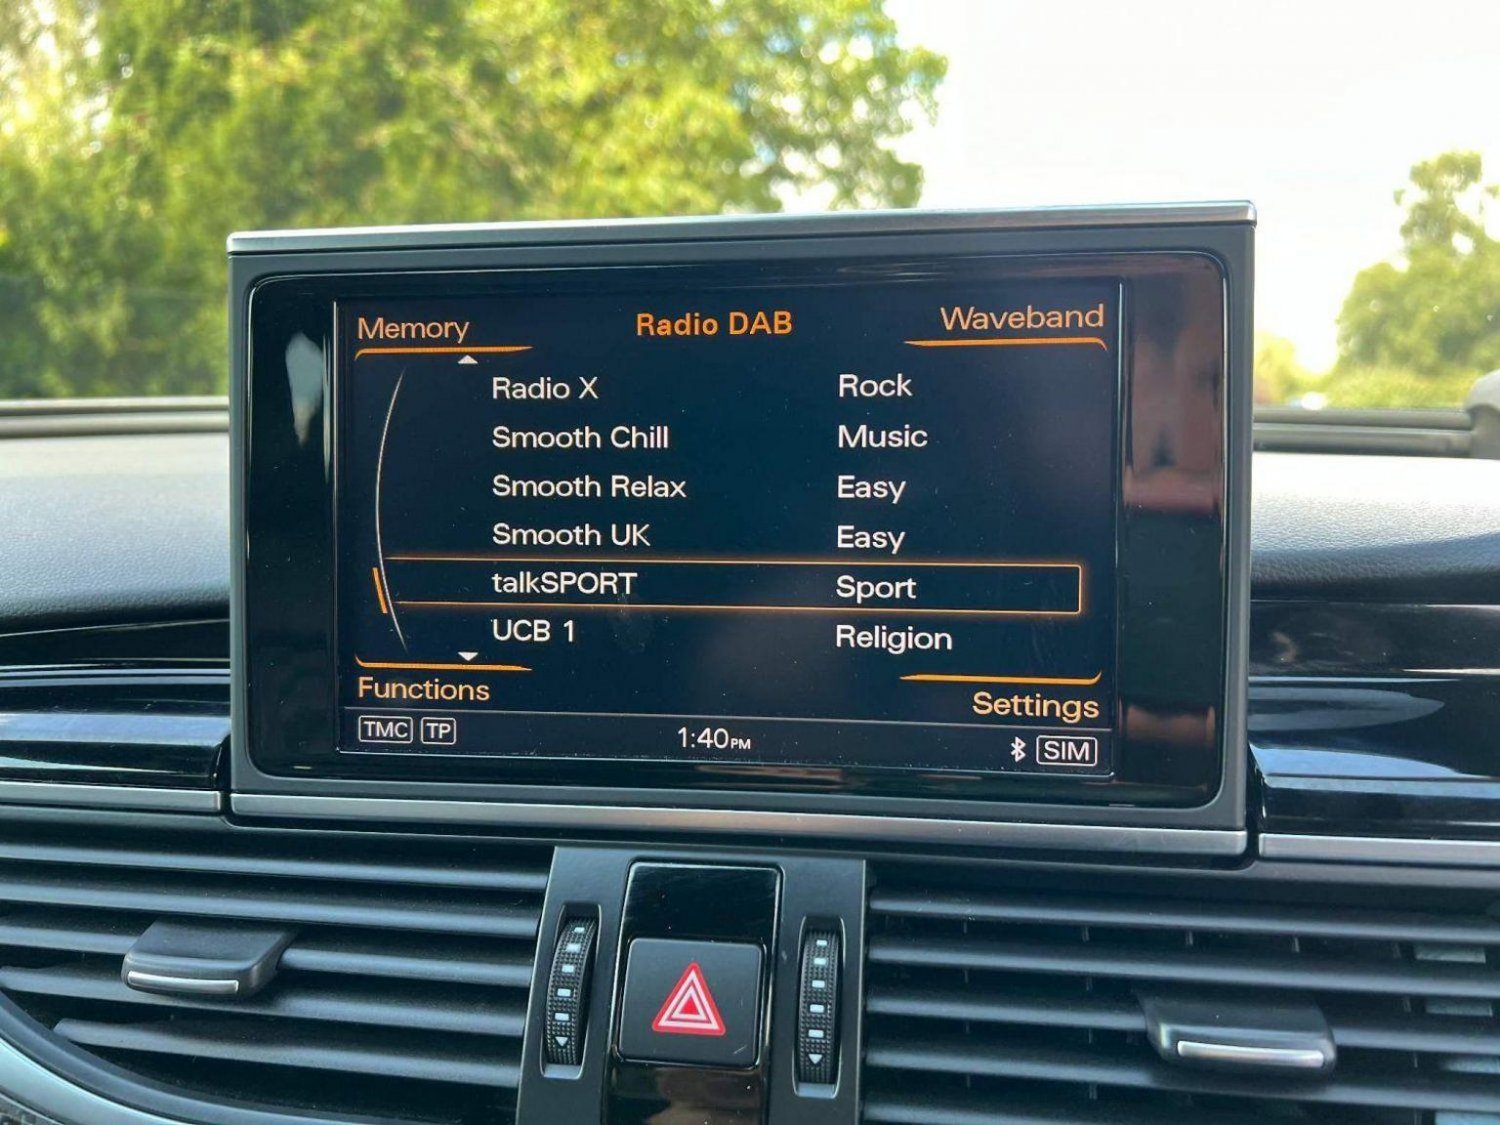 Memory Radio DAB Waveband
Radio X Rock
Smooth Chill Music
Smooth Relax Easy
Smooth UK Easy
talkSPORT Sport
UCB 1 Religion
Functions Settings
TMC TP 1:40PM SIM